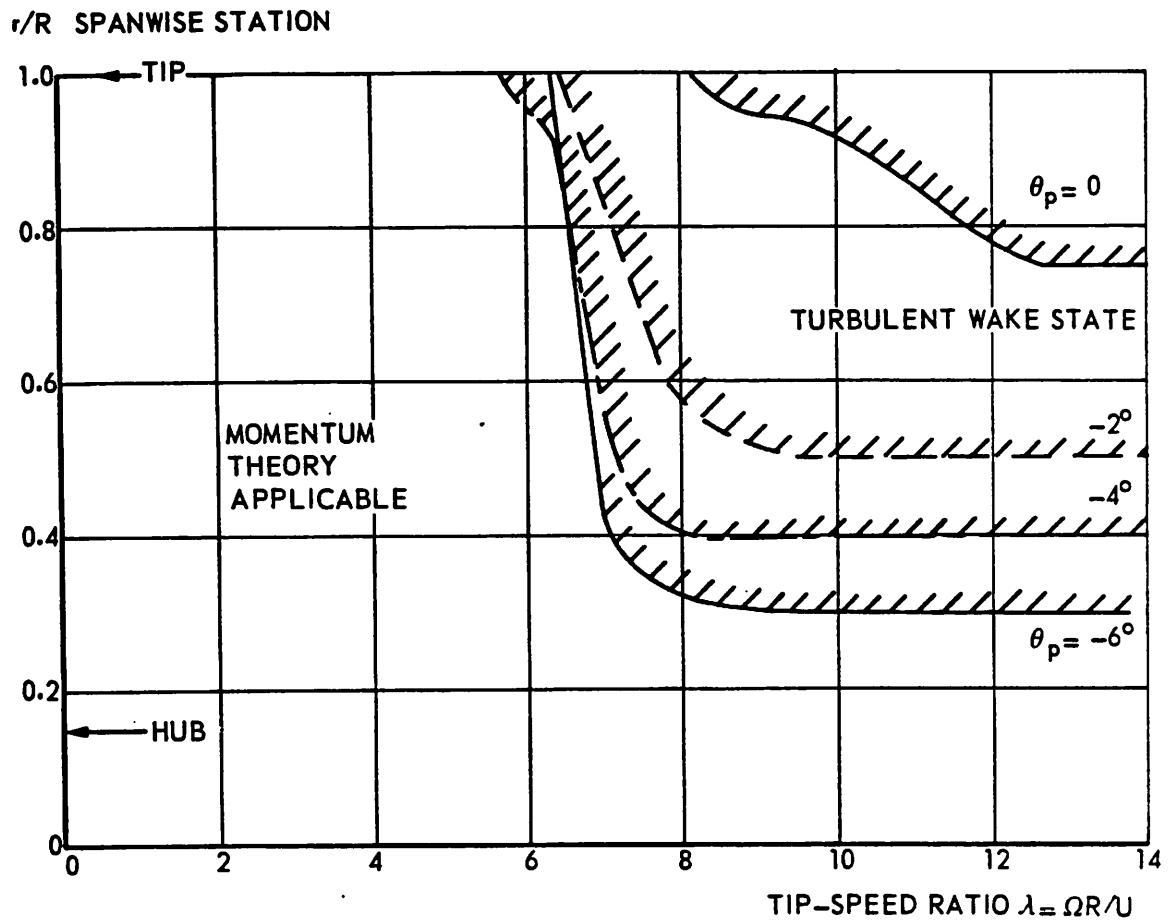 r/R SPANWISE STATION
1.0
TIP
θp= 0
0.8
TURBULENT WAKE STATE
0.6
MOMENTUM
THEORY
APPLICABLE
-2°
-4°
0.4
θp= -6°
0.2
HUB
0
0 2 4 6 8 10 12 14
TIP-SPEED RATIO λ= ΩR/U